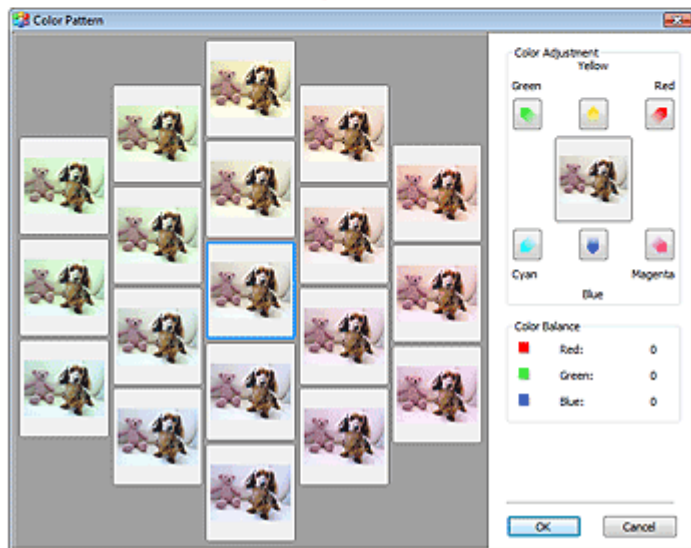 Color Pattern
Color Adjustment
Yellow
Green Red
Cyan Magenta
Blue
Color Balance
Red: 0
Green: 0
Blue: 0
OK Cancel